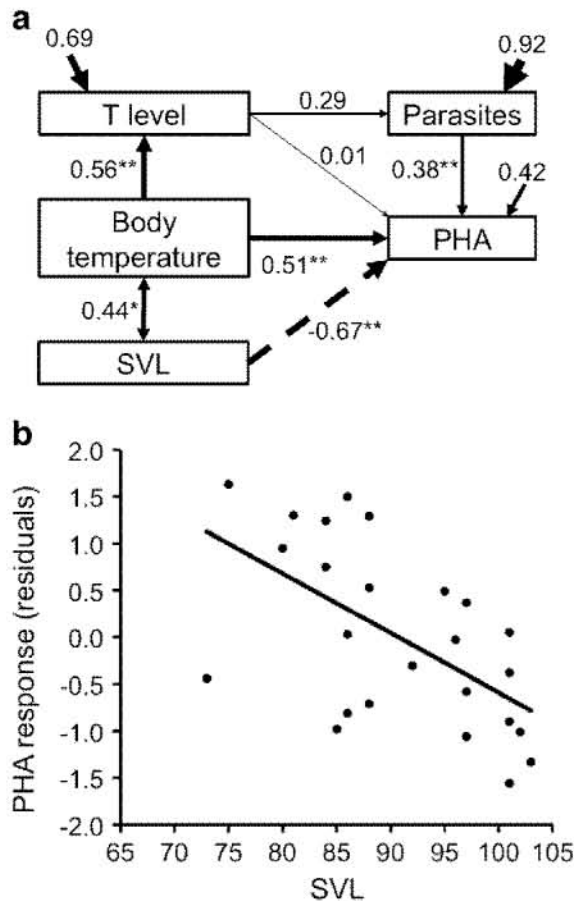 a
0.69
0.92
T level
0.29
Parasites
0.01
0.56**
0.38**
0.42
Body
temperature
PHA
0.51**
0.44*
-0.67**
SVL
b
PHA response (residuals)
2.0
1.5
1.0
0.5
0.0
-0.5
-1.0
-1.5
-2.0
65 70 75 80 85 90 95 100 105
SVL